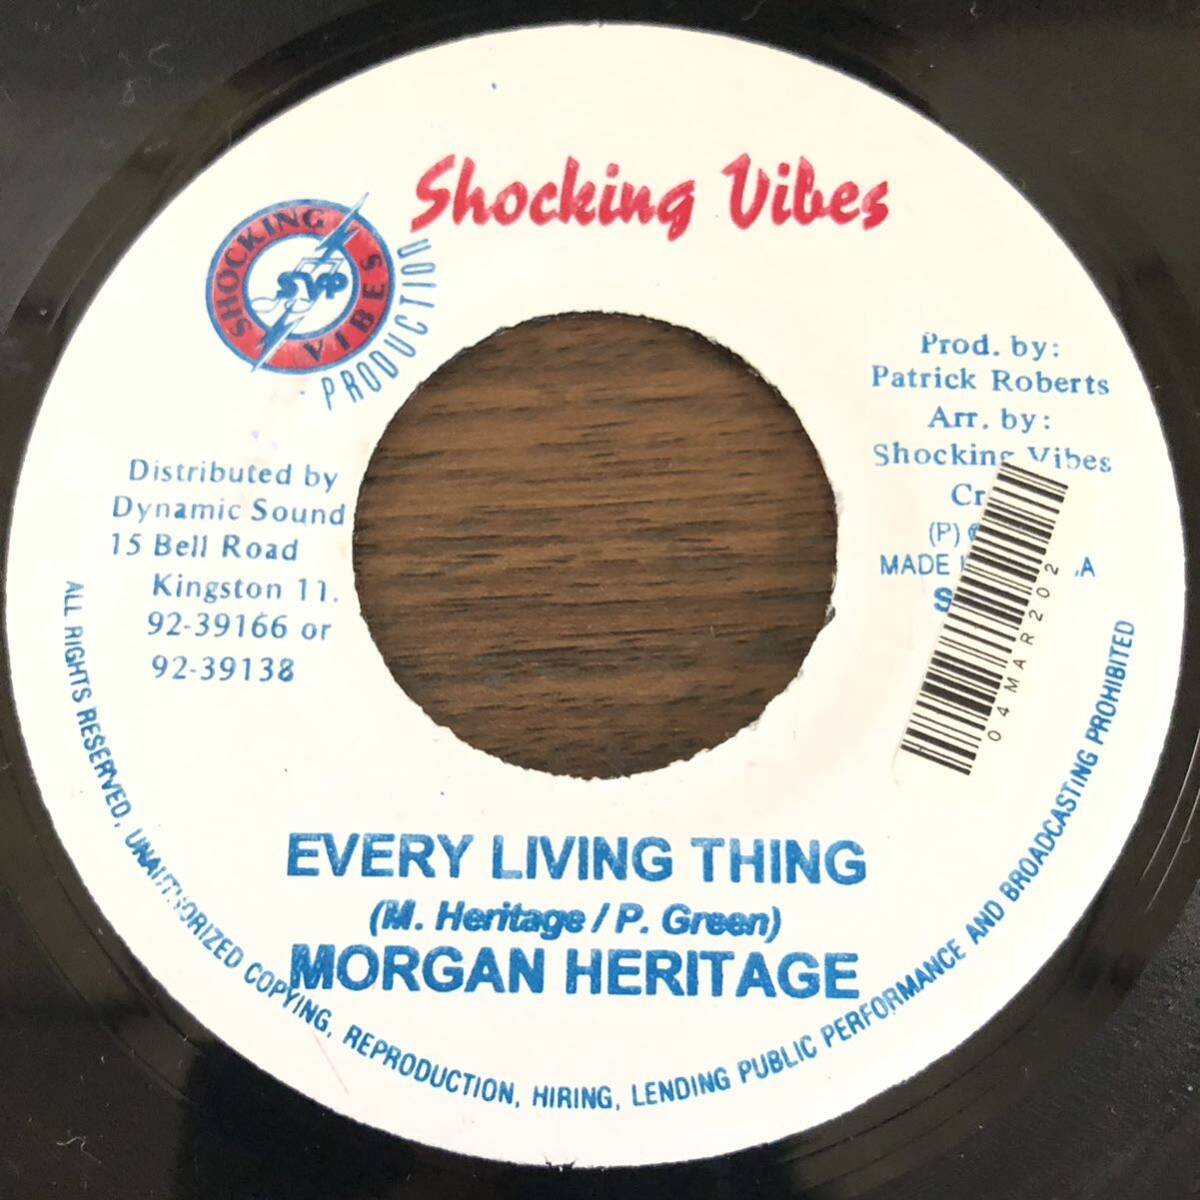 Shocking Vibes
SHOCKING VIBES
SVP
PRODUCTION
Prod. by:
Patrick Roberts
Arr. by:
Shocking Vibes
(P)
MADE
04MAR202
Distributed by
Dynamic Sound
15 Bell Road
Kingston 11.
92-39166 or
92-39138
EVERY LIVING THING
(M. Heritage / P. Green)
MORGAN HERITAGE
ALL RIGHTS RESERVED, UNAUTHORIZED COPYING, REPRODUCTION, HIRING, LENDING PUBLIC PERFORMANCE AND BROADCASTING PROHIBITED